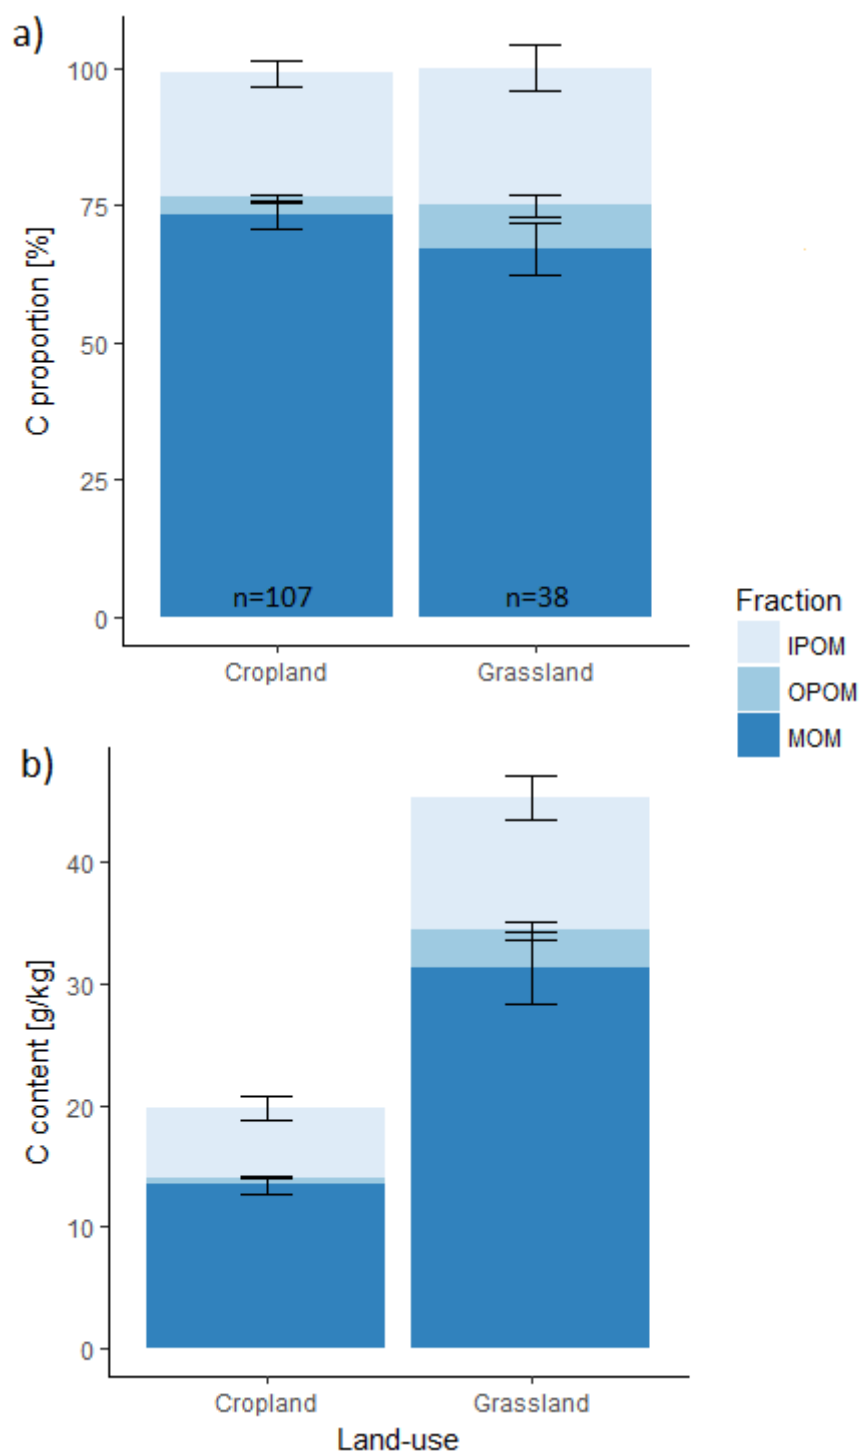 a)
C proportion [%]
100
75
50
25
0
n=107
n=38
Cropland
Grassland
Fraction
IPOM
OPOM
MOM
b)
C content [g/kg]
40
30
20
10
0
Cropland
Grassland
Land-use